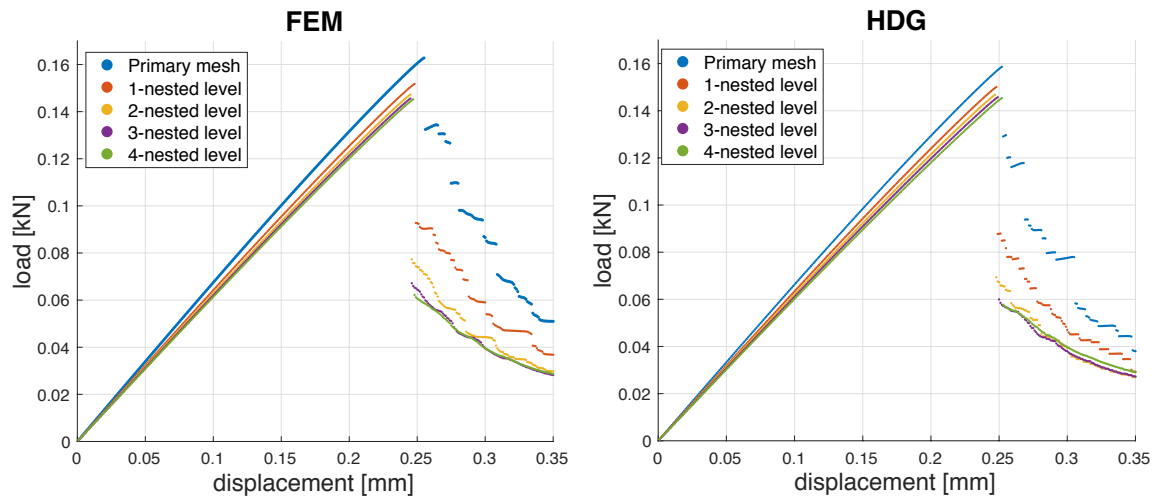 FEM
0.16
0.14
0.12
0.1
0.08
0.06
0.04
0.02
0
load [kN]
Primary mesh
1-nested level
2-nested level
3-nested level
4-nested level
0
0.05
0.1
0.15
0.2
0.25
0.3
0.35
displacement [mm]
HDG
0.16
0.14
0.12
0.1
0.08
0.06
0.04
0.02
0
load [kN]
Primary mesh
1-nested level
2-nested level
3-nested level
4-nested level
0
0.05
0.1
0.15
0.2
0.25
0.3
0.35
displacement [mm]